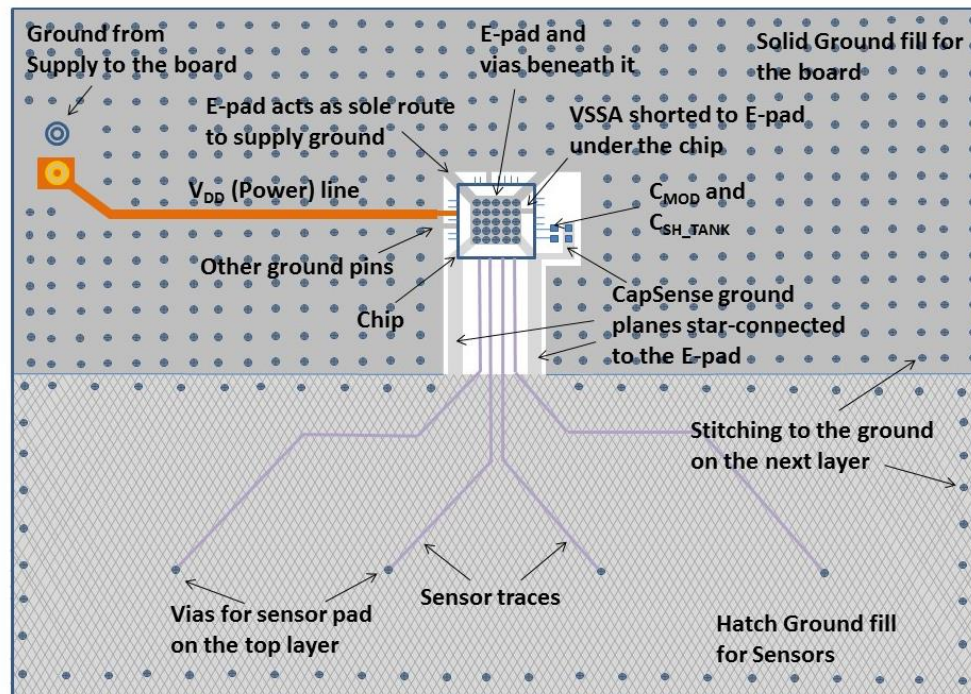 Ground from
Supply to the board
E-pad and
vias beneath it
Solid Ground fill for
the board
E-pad acts as sole route
to supply ground
VSSA shorted to E-pad
under the chip
VDD (Power) line
CMOD and
CSH_TANK
Other ground pins
Chip
CapSense ground
planes star-connected
to the E-pad
Stitching to the ground
on the next layer
Vias for sensor pad
on the top layer
Sensor traces
Hatch Ground fill
for Sensors